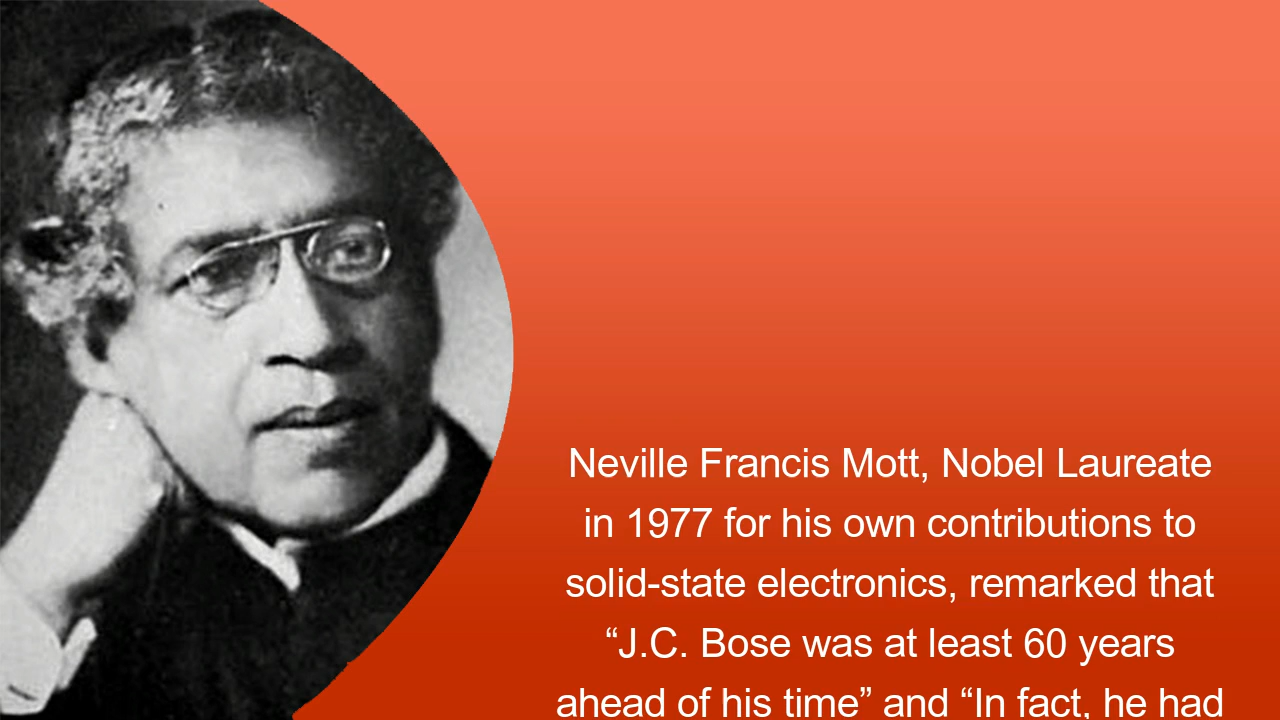 Neville Francis Mott, Nobel Laureate
in 1977 for his own contributions to
solid-state electronics, remarked that
“J.C. Bose was at least 60 years
ahead of his time” and “In fact, he had